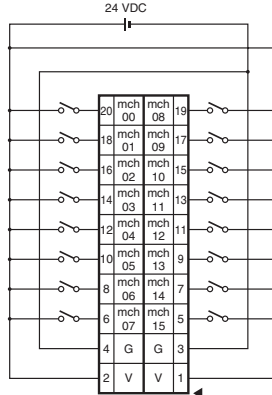 24 VDC
20 mch 00 mch 08 19
18 mch 01 mch 09 17
16 mch 02 mch 10 15
14 mch 03 mch 11 13
12 mch 04 mch 12 11
10 mch 05 mch 13 9
8 mch 06 mch 14 7
6 mch 07 mch 15 5
4 G G 3
2 V V 1